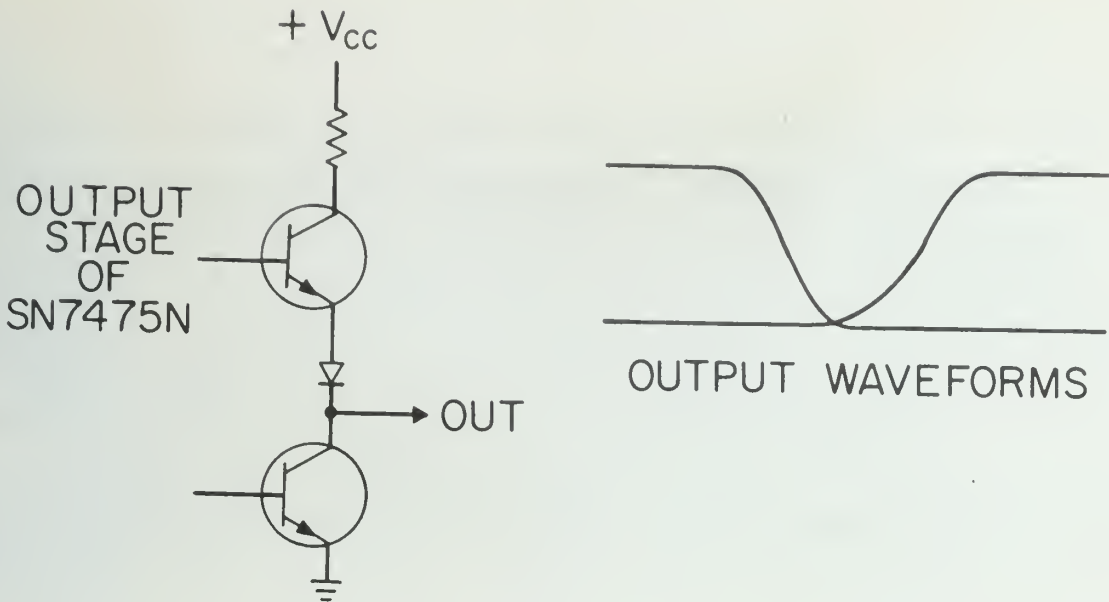 + VCC
OUTPUT
STAGE
OF
SN7475N
OUT
OUTPUT WAVEFORMS